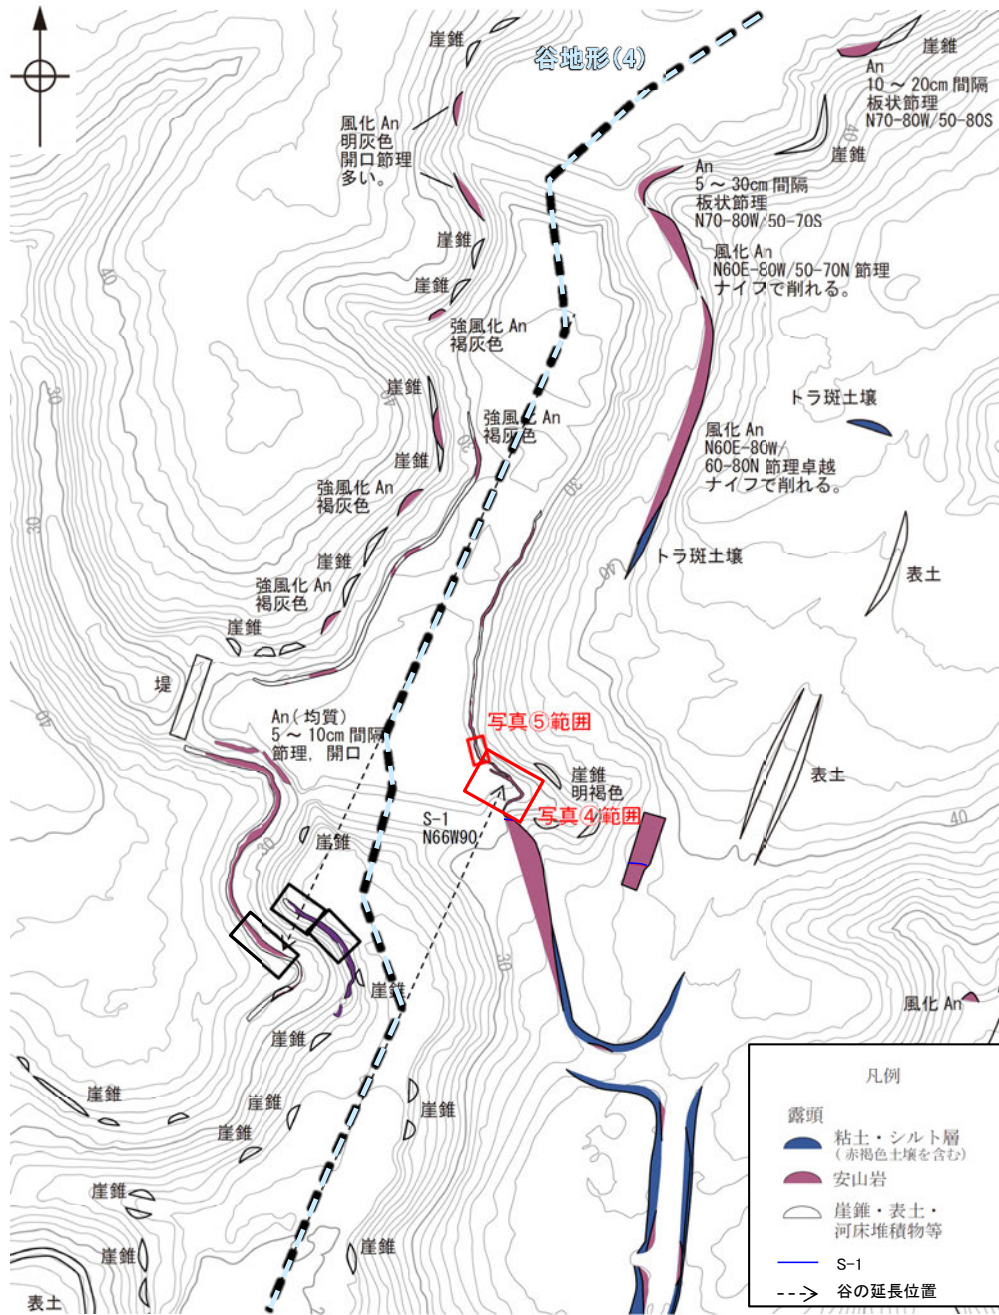 崖錐
谷地形(4)
崖錐
An
10～20cm 間隔
板状節理
N70-80W/50-80S
風化 An
明灰色
開口節理
多い。
40
崖錐
An
5～30cm 間隔
板状節理
N70-80W/50-70S
崖錐
風化 An
N60E-80W/50-70N 節理
ナイフで削れる。
40
崖錐
強風化 An
褐灰色
30
崖錐
40
トラ斑土壌
強風化 An
褐灰色
30
風化 An
N60E-80W/
60-80N 節理卓越
ナイフで削れる。
崖錐
強風化 An
褐灰色
30
30
崖錐
トラ斑土壌
表土
40
強風化 An
褐灰色
崖錐
堤
40
An(均質)
5～10cm 間隔
節理, 開口
写真⑤範囲
崖錐
明褐色
表土
S-1
N66W90
写真④範囲
40
崖錐
30
30
崖錐
30
風化 An
崖錐
崖錐
崖錐
崖錐
崖錐
崖錐
崖錐
表土
凡例
露頭
粘土・シルト層
(赤褐色土壌を含む)
安山岩
崖錐・表土・
河床堆積物等
S-1
谷の延長位置